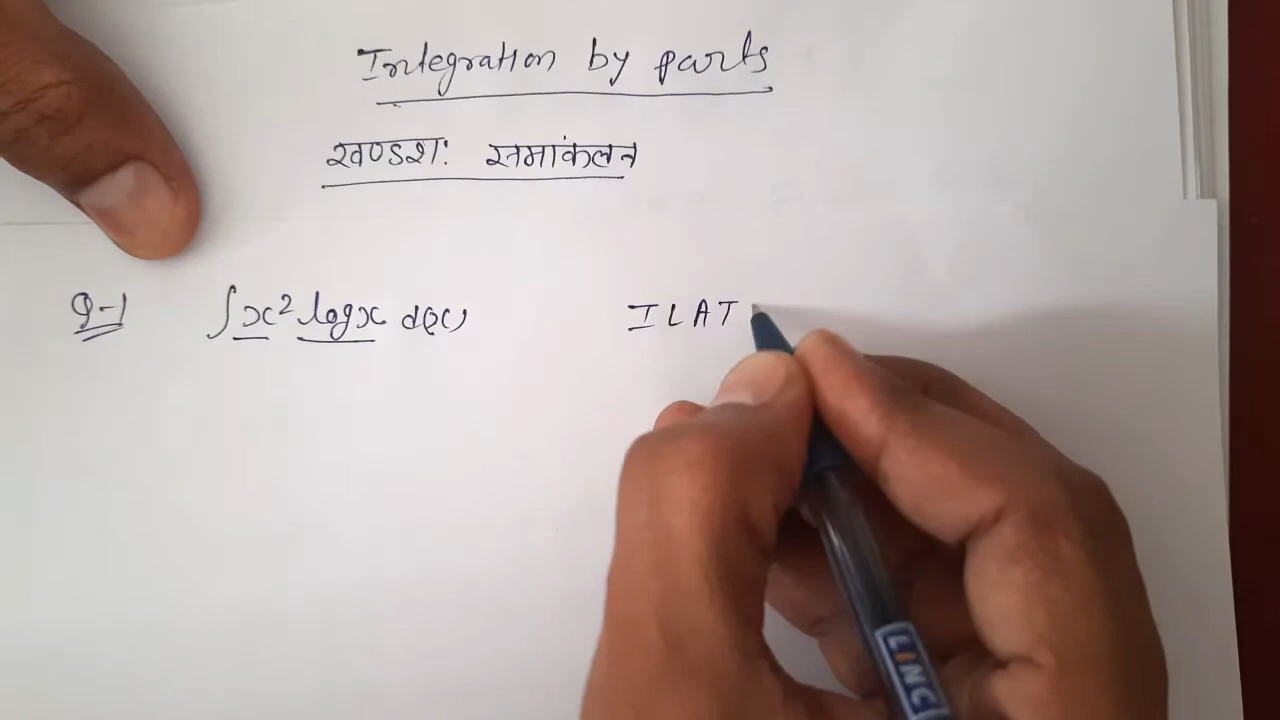 Integration by parts
खण्डशः समांकलन
Q-1 ∫x² logx dx ILAT
LINC